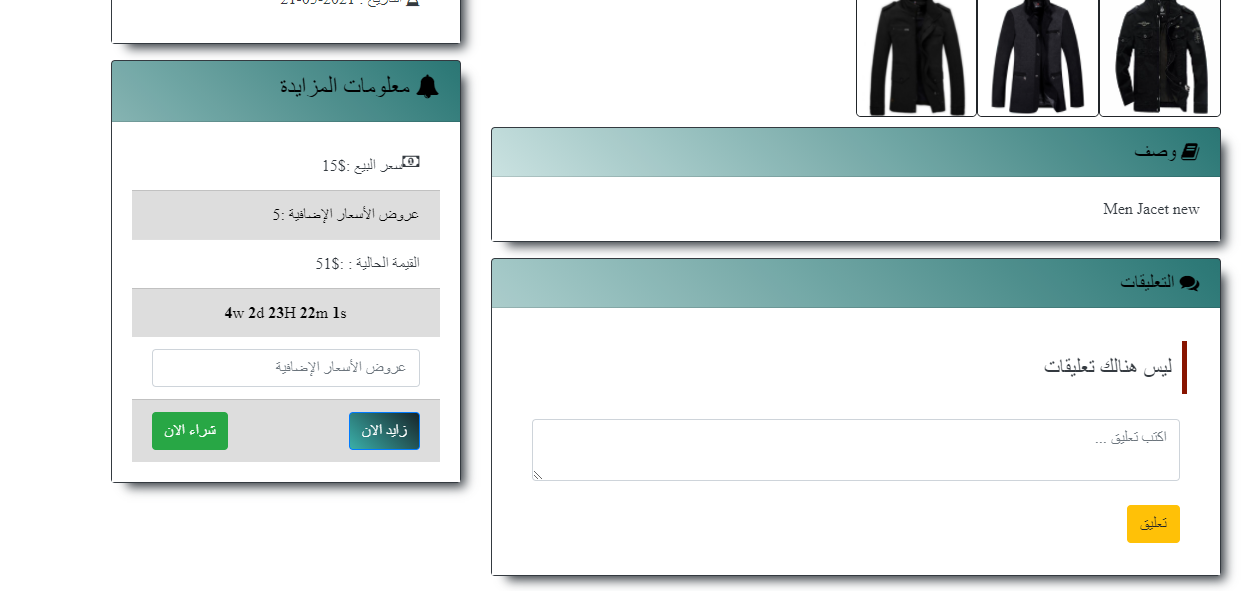 التاريخ : 2021-05-21
معلومات المزايدة
سعر البيع :$15
عروض الأسعار الإضافية :5
القيمة الحالية : :$51
4w 2d 23H 22m 1s
عروض الأسعار الإضافية
زايد الان
شراء الان
وصف
Men Jacet new
التعليقات
ليس هنالك تعليقات
اكتب تعليق ...
تعليق